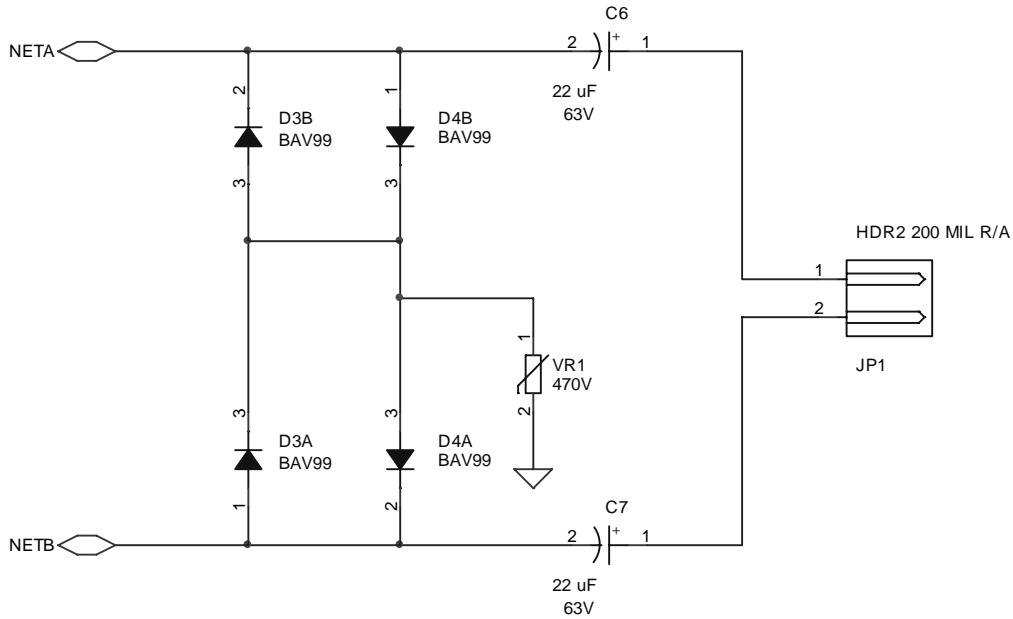 C6
NETA
2
+
1
22 uF
63V
2
D3B
BAV99
3
1
D4B
BAV99
3
HDR2 200 MIL R/A
1
2
JP1
1
VR1
470V
2
3
D3A
BAV99
1
3
D4A
BAV99
2
C7
NETB
2
+
1
22 uF
63V